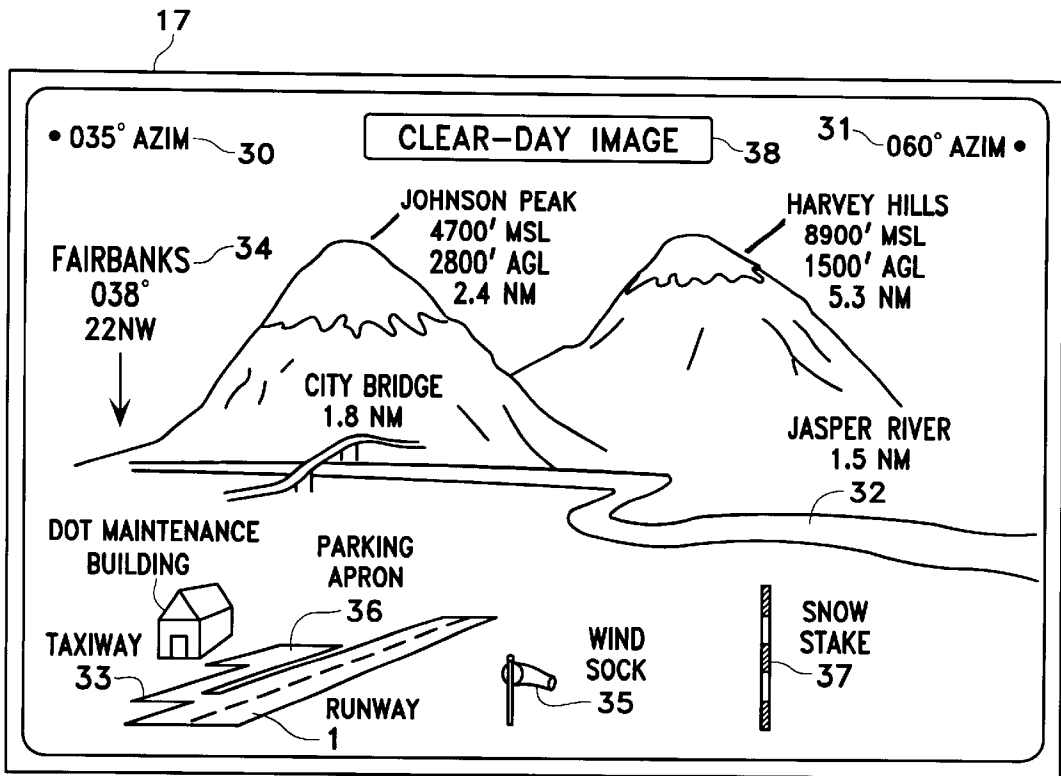 17
• 035° AZIM 30
CLEAR-DAY IMAGE
38
31
060° AZIM •
JOHNSON PEAK
4700' MSL
2800' AGL
2.4 NM
HARVEY HILLS
8900' MSL
1500' AGL
5.3 NM
34
FAIRBANKS
038°
22NW
CITY BRIDGE
1.8 NM
JASPER RIVER
1.5 NM
32
DOT MAINTENANCE
BUILDING
PARKING
APRON
36
TAXIWAY
33
RUNWAY
1
WIND
SOCK
35
SNOW
STAKE
37